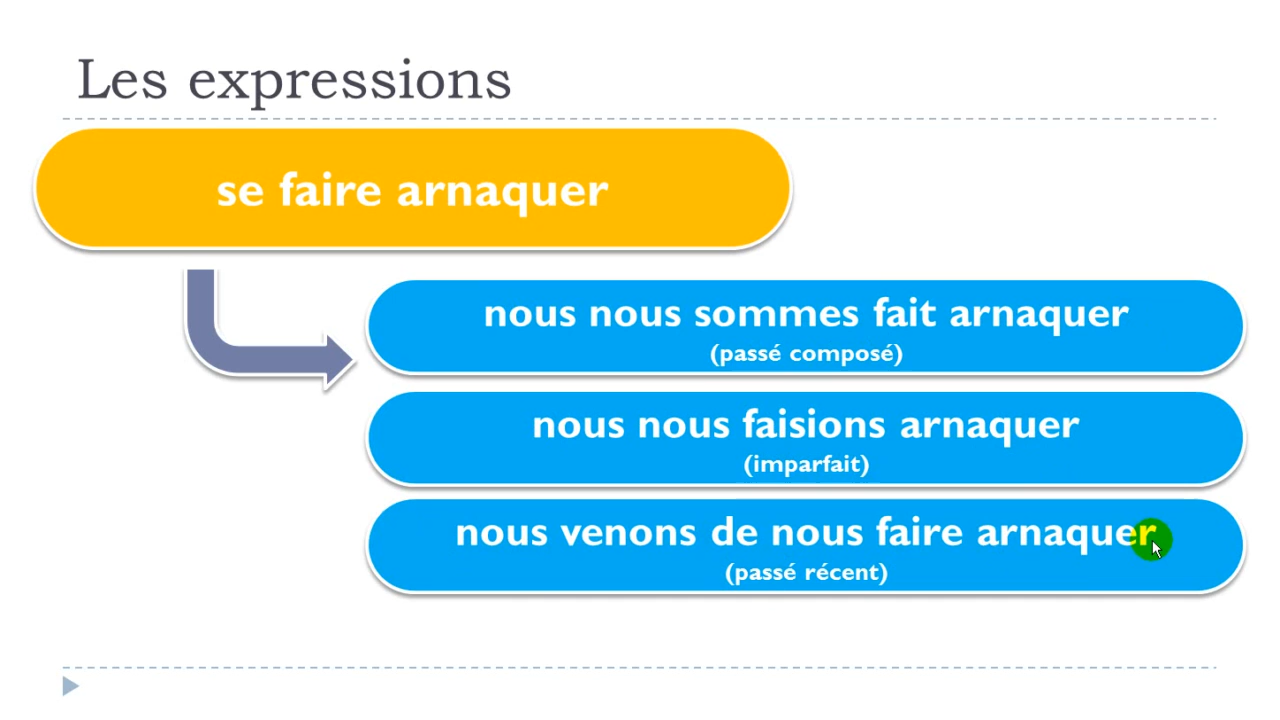 Les expressions
se faire arnaquer
nous nous sommes fait arnaquer
(passé composé)
nous nous faisions arnaquer
(imparfait)
nous venons de nous faire arnaquer
(passé récent)